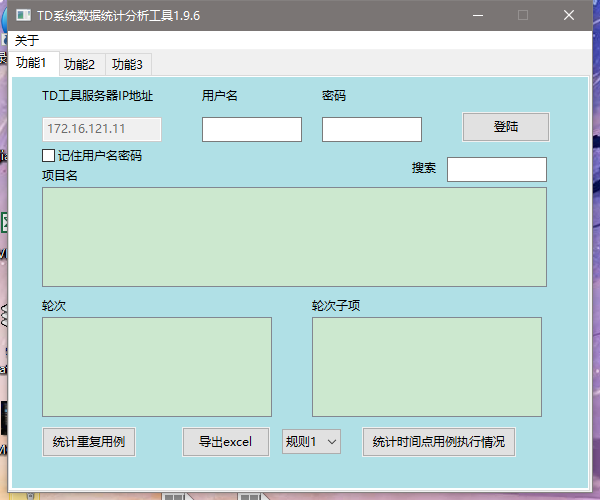 TD系统数据统计分析工具1.9.6
关于
功能1 功能2 功能3
TD工具服务器IP地址 用户名 密码
172.16.121.11 登陆
记住用户名密码
搜索
项目名
轮次 轮次子项
统计重复用例 导出excel 规则1 统计时间点用例执行情况